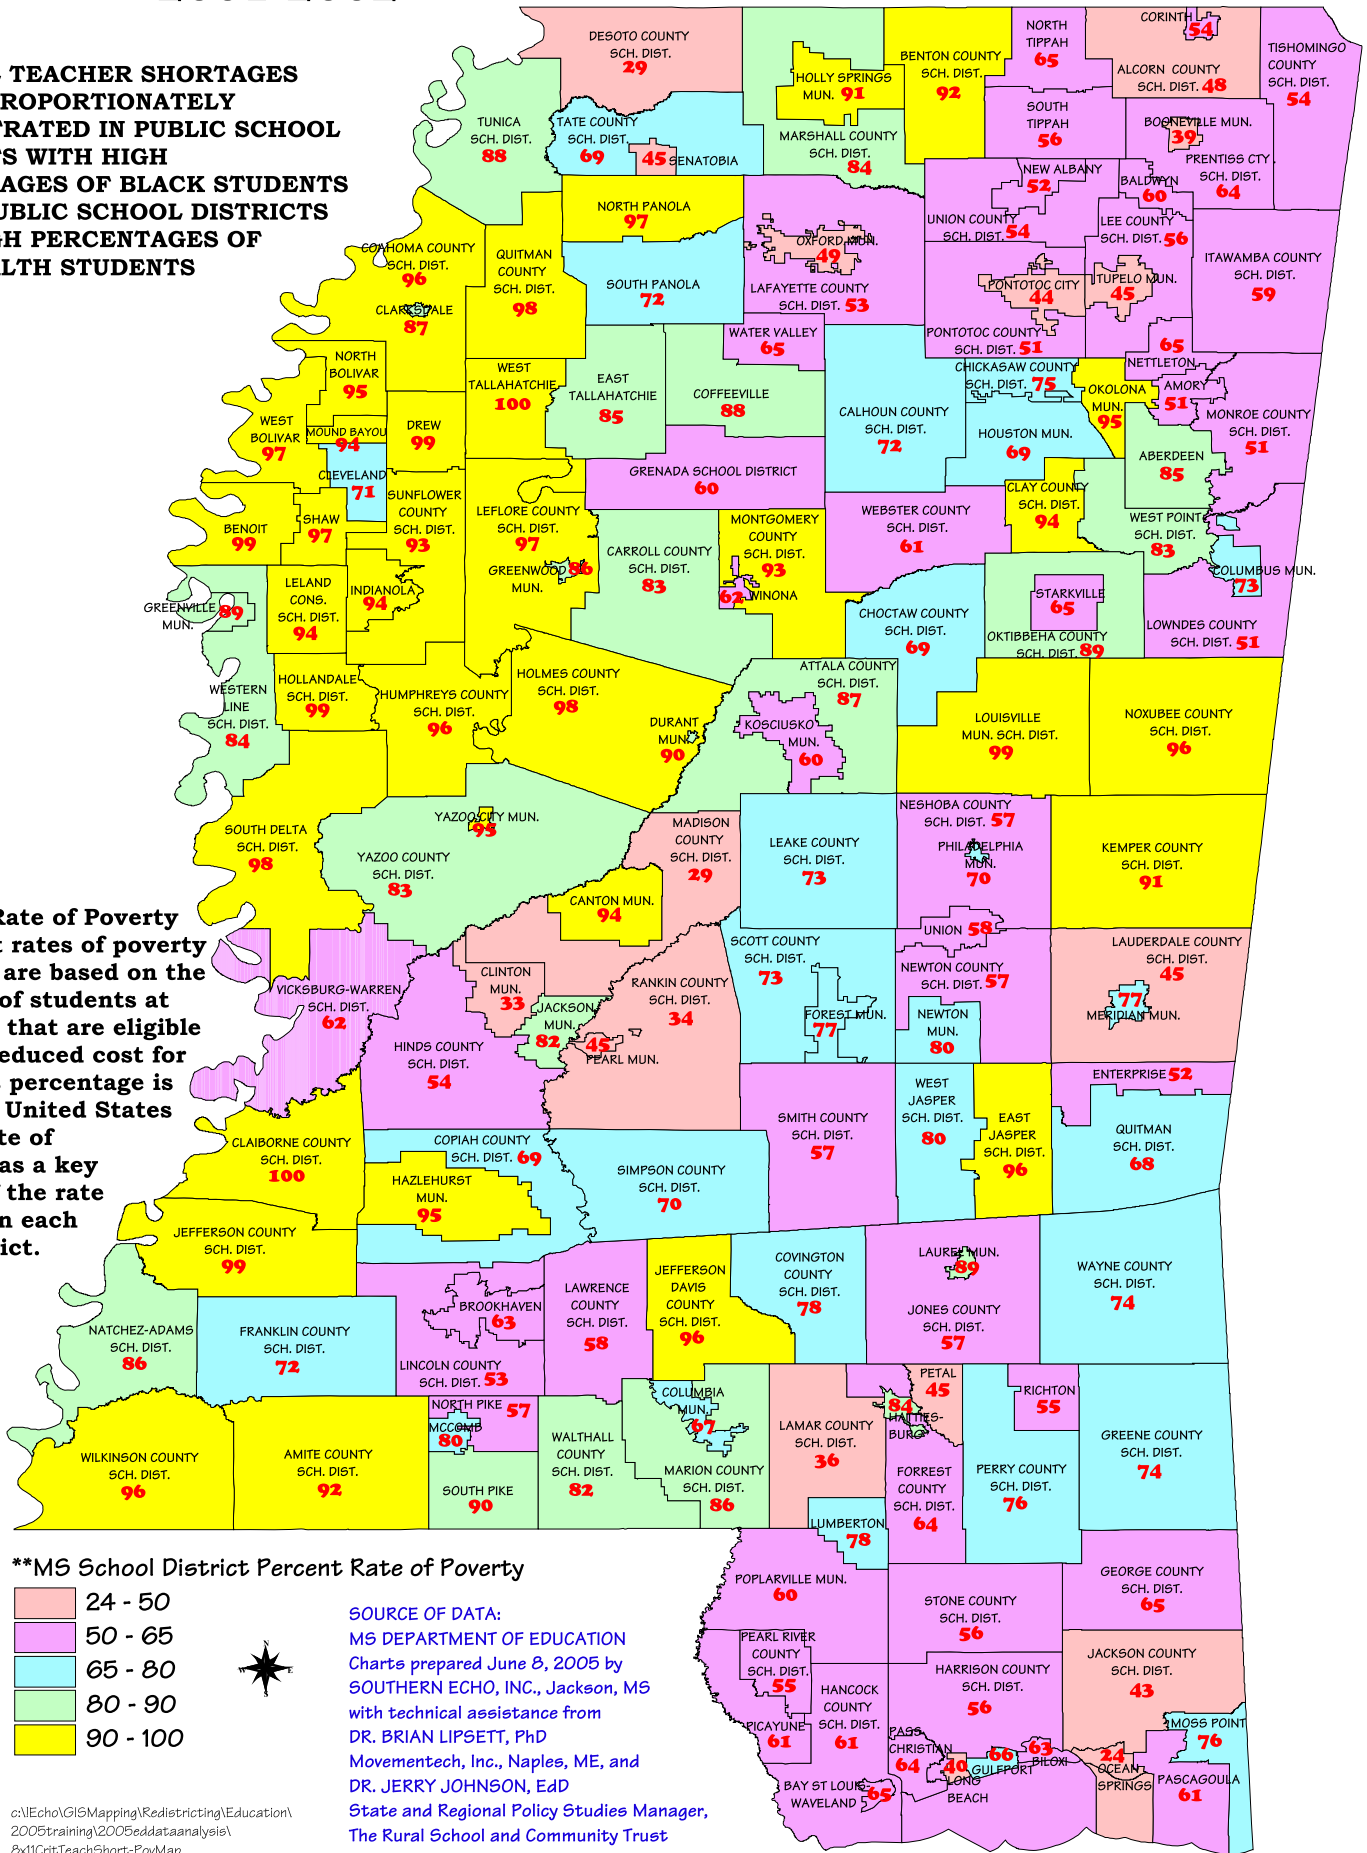 TEACHER SHORTAGES
ROPORTIONATELY
TRATED IN PUBLIC SCHOOL
TS WITH HIGH
AGES OF BLACK STUDENTS
UBLIC SCHOOL DISTRICTS
GH PERCENTAGES OF
ALTH STUDENTS
DESOTO COUNTY
SCH. DIST.
29
HOLLY SPRINGS
MUN. 91
BENTON COUNTY
SCH. DIST.
92
NORTH
TIPPAH
65
CORINTH
54
ALCORN COUNTY
SCH. DIST. 48
TISHOMINGO
COUNTY
SCH. DIST.
54
TUNICA
SCH. DIST.
88
TATE COUNTY
SCH. DIST.
69
45 SENATOBIA
MARSHALL COUNTY
SCH. DIST.
84
SOUTH
TIPPAH
56
BOONEVILLE MUN.
39
PRENTISS CTY
SCH. DIST.
64
NEW ALBANY
52
BALDWYN
60
NORTH PANOLA
97
UNION COUNTY
SCH. DIST. 54
LEE COUNTY
SCH. DIST. 56
COAHOMA COUNTY
SCH. DIST.
96
QUITMAN
COUNTY
SCH. DIST.
98
OXFORD MUN.
49
SOUTH PANOLA
72
LAFAYETTE COUNTY
SCH. DIST. 53
PONTOTOC CITY
44
TUPELO MUN.
45
ITAWAMBA COUNTY
SCH. DIST.
59
CLARKSDALE
87
WATER VALLEY
65
PONTOTOC COUNTY
SCH. DIST. 51
65
NETTLETON
NORTH
BOLIVAR
95
WEST
TALLAHATCHIE
100
EAST
TALLAHATCHIE
85
COFFEEVILLE
88
CHICKASAW COUNTY
SCH. DIST. 75
OKOLONA
MUN.
95
AMORY
51
MONROE COUNTY
SCH. DIST.
51
WEST
BOLIVAR
97
MOUND BAYOU
94
DREW
99
CALHOUN COUNTY
SCH. DIST.
72
HOUSTON MUN.
69
ABERDEEN
85
CLEVELAND
71
GRENADA SCHOOL DISTRICT
60
BENOIT
99
SHAW
97
SUNFLOWER
COUNTY
SCH. DIST.
93
LEFLORE COUNTY
SCH. DIST.
97
WEBSTER COUNTY
61
CLAY COUNTY
SCH. DIST.
94
WEST POINT
SCH. DIST.
83
MONTGOMERY
COUNTY
SCH. DIST.
93
CARROLL COUNTY
SCH. DIST.
83
GREENWOOD 86
MUN.
COLUMBUS MUN.
73
LELAND
CONS.
SCH. DIST.
94
INDIANOLA
94
62 WINONA
STARKVILLE
65
GREENVILLE
MUN.
89
CHOCTAW COUNTY
SCH. DIST.
69
OKTIBBEHA COUNTY
SCH. DIST. 89
LOWNDES COUNTY
SCH. DIST. 51
HOLLANDALE
SCH. DIST.
99
HUMPHREYS COUNTY
SCH. DIST.
96
HOLMES COUNTY
SCH. DIST.
98
ATTALA COUNTY
SCH. DIST.
87
WESTERN
LINE
SCH. DIST.
84
DURANT
MUN.
90
KOSCIUSKO
MUN.
60
LOUISVILLE
MUN. SCH. DIST.
99
NOXUBEE COUNTY
SCH. DIST.
96
SOUTH DELTA
SCH. DIST.
98
YAZOO CITY MUN.
95
YAZOO COUNTY
SCH. DIST.
83
MADISON
COUNTY
SCH. DIST.
29
LEAKE COUNTY
SCH. DIST.
73
NESHOBA COUNTY
SCH. DIST. 57
PHILADELPHIA
MUN.
70
KEMPER COUNTY
SCH. DIST.
91
CANTON MUN.
94
Rate of Poverty
t rates of poverty
are based on the
of students at
that are eligible
educed cost for
percentage is
United States
te of
as a key
f the rate
n each
ict.
UNION 58
SCOTT COUNTY
SCH. DIST.
73
NEWTON COUNTY
SCH. DIST. 57
LAUDERDALE COUNTY
SCH. DIST.
45
VICKSBURG-WARREN
SCH. DIST.
62
CLINTON
MUN.
33
RANKIN COUNTY
SCH. DIST.
34
JACKSON
MUN.
82
45
PEARL MUN.
FOREST MUN.
77
NEWTON
MUN.
80
77
MERIDIAN MUN.
HINDS COUNTY
SCH. DIST.
54
ENTERPRISE 52
CLAIBORNE COUNTY
SCH. DIST.
100
COPIAH COUNTY
SCH. DIST. 69
SMITH COUNTY
SCH. DIST.
57
WEST
JASPER
SCH. DIST.
80
EAST
JASPER
SCH. DIST.
96
QUITMAN
SCH. DIST.
68
HAZLEHURST
MUN.
95
SIMPSON COUNTY
SCH. DIST.
70
JEFFERSON COUNTY
SCH. DIST.
99
JEFFERSON
DAVIS
COUNTY
SCH. DIST.
96
COVINGTON
COUNTY
SCH. DIST.
78
LAUREL MUN.
89
JONES COUNTY
SCH. DIST.
57
WAYNE COUNTY
SCH. DIST.
74
LAWRENCE
COUNTY
SCH. DIST.
58
BROOKHAVEN
63
NATCHEZ-ADAMS
SCH. DIST.
86
FRANKLIN COUNTY
SCH. DIST.
72
LINCOLN COUNTY
SCH. DIST. 53
NORTH PIKE 57
MCCOMB
80
COLUMBIA
MUN.
67
PETAL
45
84
HATTIES-
BURG
RICHTON
55
WILKINSON COUNTY
SCH. DIST.
96
AMITE COUNTY
SCH. DIST.
92
SOUTH PIKE
90
WALTHALL
COUNTY
SCH. DIST.
82
MARION COUNTY
SCH. DIST.
86
LAMAR COUNTY
SCH. DIST.
36
FORREST
COUNTY
SCH. DIST.
64
PERRY COUNTY
SCH. DIST.
76
GREENE COUNTY
SCH. DIST.
74
LUMBERTON
78
POPLARVILLE MUN.
60
STONE COUNTY
SCH. DIST.
56
GEORGE COUNTY
SCH. DIST.
65
PEARL RIVER
COUNTY
SCH. DIST.
55
HANCOCK
COUNTY
SCH. DIST.
61
HARRISON COUNTY
SCH. DIST.
56
JACKSON COUNTY
SCH. DIST.
43
PICAYUNE
61
PASS
CHRISTIAN
64
40
LONG
BEACH
66
GULFPORT
63
BILOXI
24
OCEAN
SPRINGS
MOSS POINT
76
PASCAGOULA
61
BAY ST LOUIS-
WAVELAND
65
**MS School District Percent Rate of Poverty
24 - 50
50 - 65
65 - 80
80 - 90
90 - 100
N
W E
S
SOURCE OF DATA:
MS DEPARTMENT OF EDUCATION
Charts prepared June 8, 2005 by
SOUTHERN ECHO, INC., Jackson, MS
with technical assistance from
DR. BRIAN LIPSETT, PhD
Movementech, Inc., Naples, ME, and
DR. JERRY JOHNSON, EdD
State and Regional Policy Studies Manager,
The Rural School and Community Trust
c:\1Echo\GISMapping\Redistricting\Education\
2005training\2005eddataanalysis\
8x11CritTeachShort-PovMap